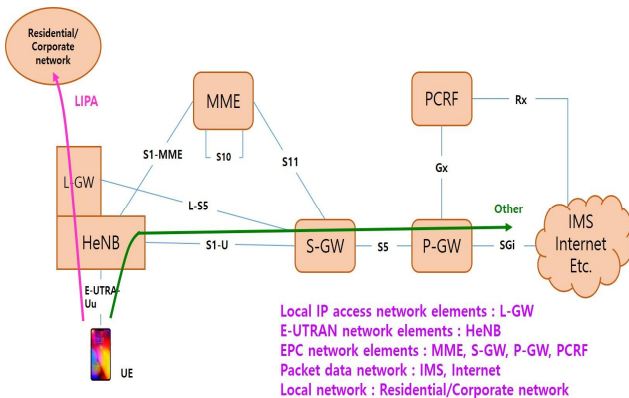 Residential/
Corporate
network
LIPA
MME
PCRF
Rx
S1-MME
S10
S11
Gx
L-GW
L-S5
Other
HeNB
S1-U
S-GW
S5
P-GW
SGi
IMS
Internet
Etc.
E-UTRA-
Uu
UE
Local IP access network elements : L-GW
E-UTRAN network elements : HeNB
EPC network elements : MME, S-GW, P-GW, PCRF
Packet data network : IMS, Internet
Local network : Residential/Corporate network